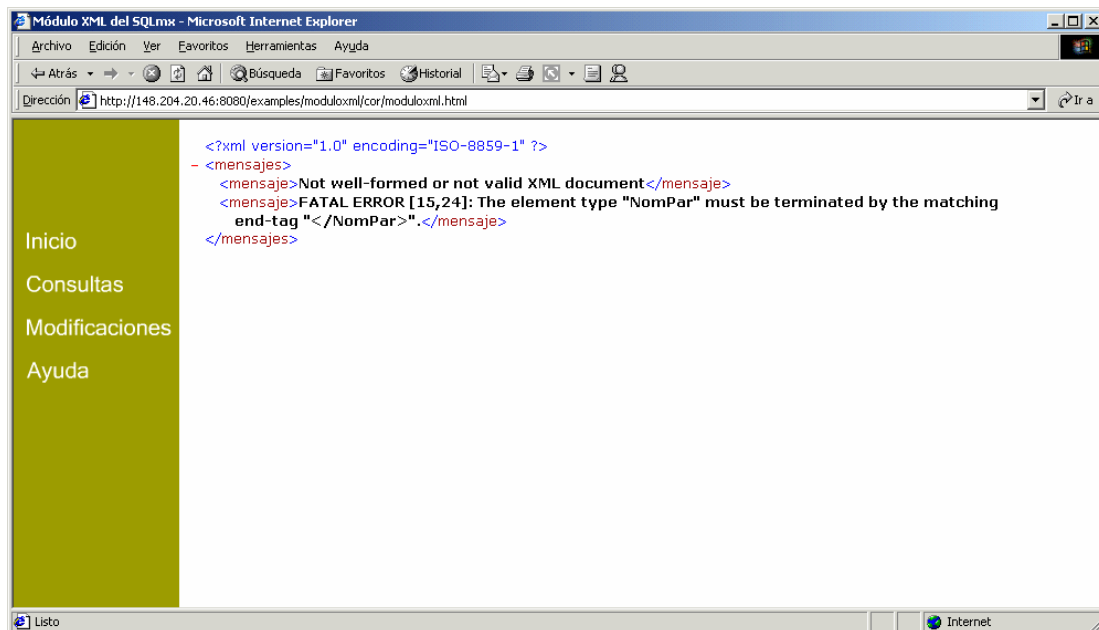 Módulo XML del SQLmx - Microsoft Internet Explorer
Archivo Edición Ver Favoritos Herramientas Ayuda
Atrás Búsqueda Favoritos Historial
Dirección http://148.204.20.46:8080/examples/moduloxml/cor/moduloxml.html Ir a
<?xml version="1.0" encoding="ISO-8859-1" ?>
- <mensajes>
<mensaje>Not well-formed or not valid XML document</mensaje>
<mensaje>FATAL ERROR [15,24]: The element type "NomPar" must be terminated by the matching
end-tag "</NomPar>".</mensaje>
</mensajes>
Inicio
Consultas
Modificaciones
Ayuda
Listo Internet